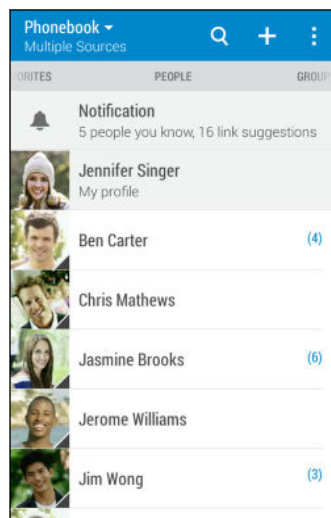 Phonebook
Multiple Sources
ORITES PEOPLE GROUP
Notification
5 people you know, 16 link suggestions
Jennifer Singer
My profile
Ben Carter (4)
Chris Mathews
Jasmine Brooks (6)
Jerome Williams
Jim Wong (3)